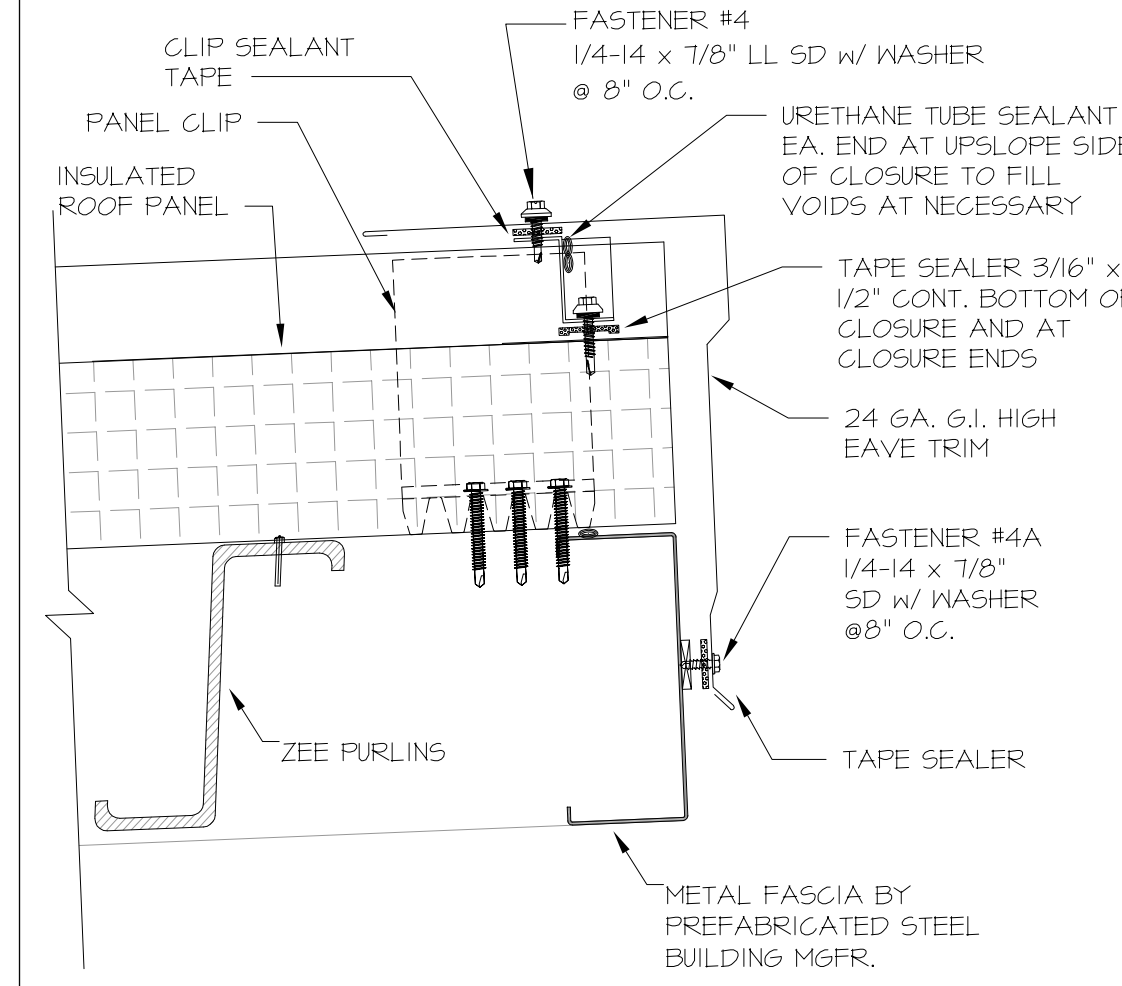 FASTENER #4
1/4-14 x 7/8" LL SD w/ WASHER
@ 8" O.C.
CLIP SEALANT
TAPE
PANEL CLIP
INSULATED
ROOF PANEL
URETHANE TUBE SEALANT
EA. END AT UPSLOPE SIDE
OF CLOSURE TO FILL
VOIDS AT NECESSARY
TAPE SEALER 3/16" x
1/2" CONT. BOTTOM OF
CLOSURE AND AT
CLOSURE ENDS
24 GA. G.I. HIGH
EAVE TRIM
FASTENER #4A
1/4-14 x 7/8"
SD w/ WASHER
@8" O.C.
ZEE PURLINS
TAPE SEALER
METAL FASCIA BY
PREFABRICATED STEEL
BUILDING MGFR.